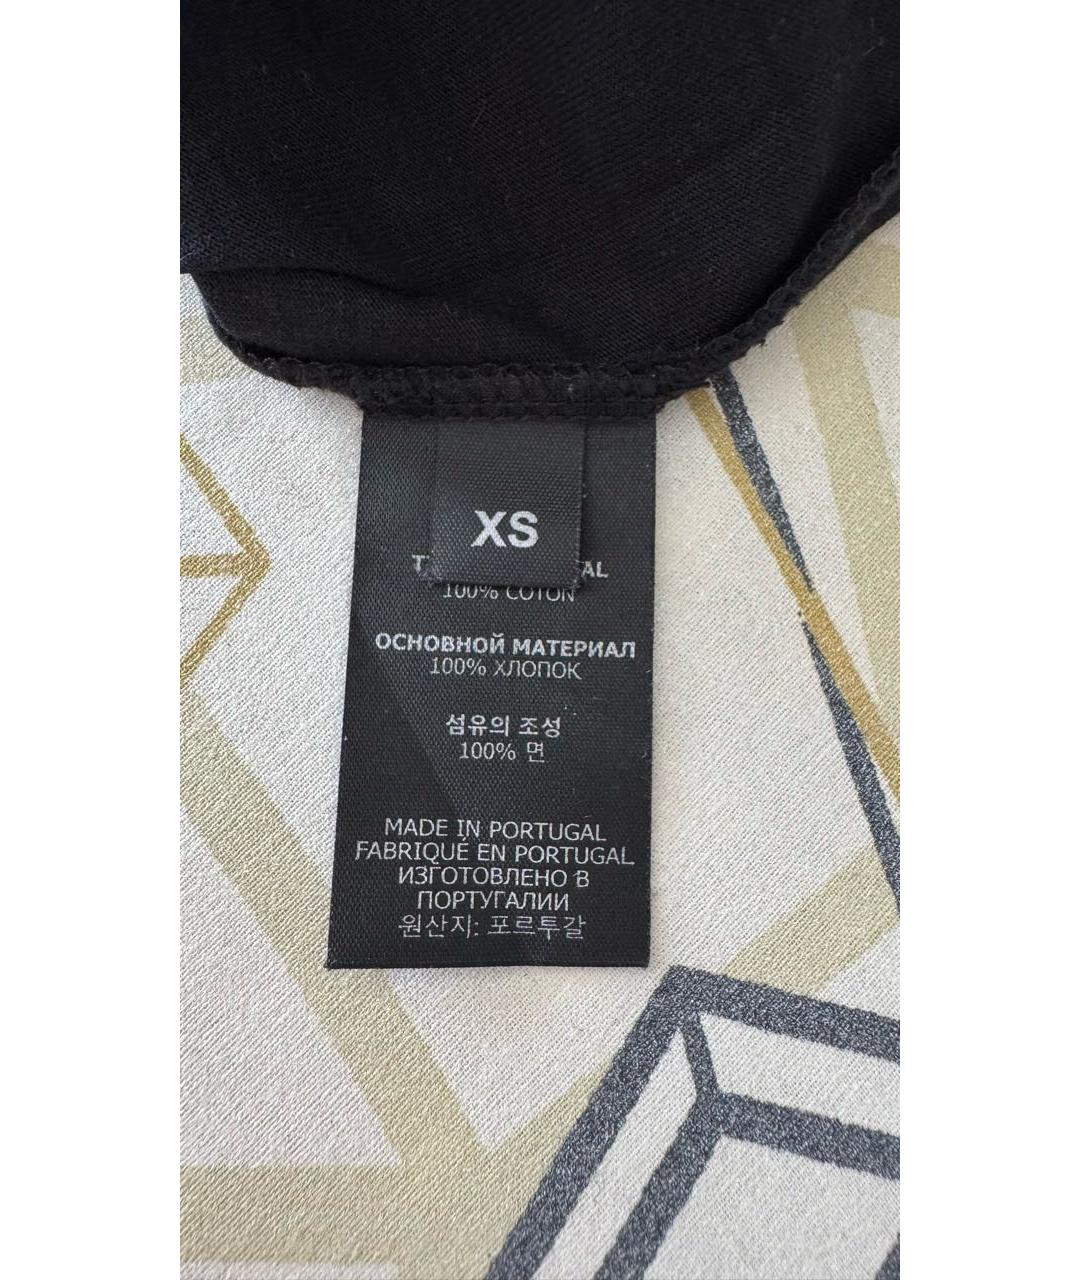 XS
100% COTON
ОСНОВНОЙ МАТЕРИАЛ
100% ХЛОПОК
섬유의 조성
100% 면
MADE IN PORTUGAL
FABRIQUÉ EN PORTUGAL
ИЗГОТОВЛЕНО В
ПОРТУГАЛИИ
원산지: 포르투갈